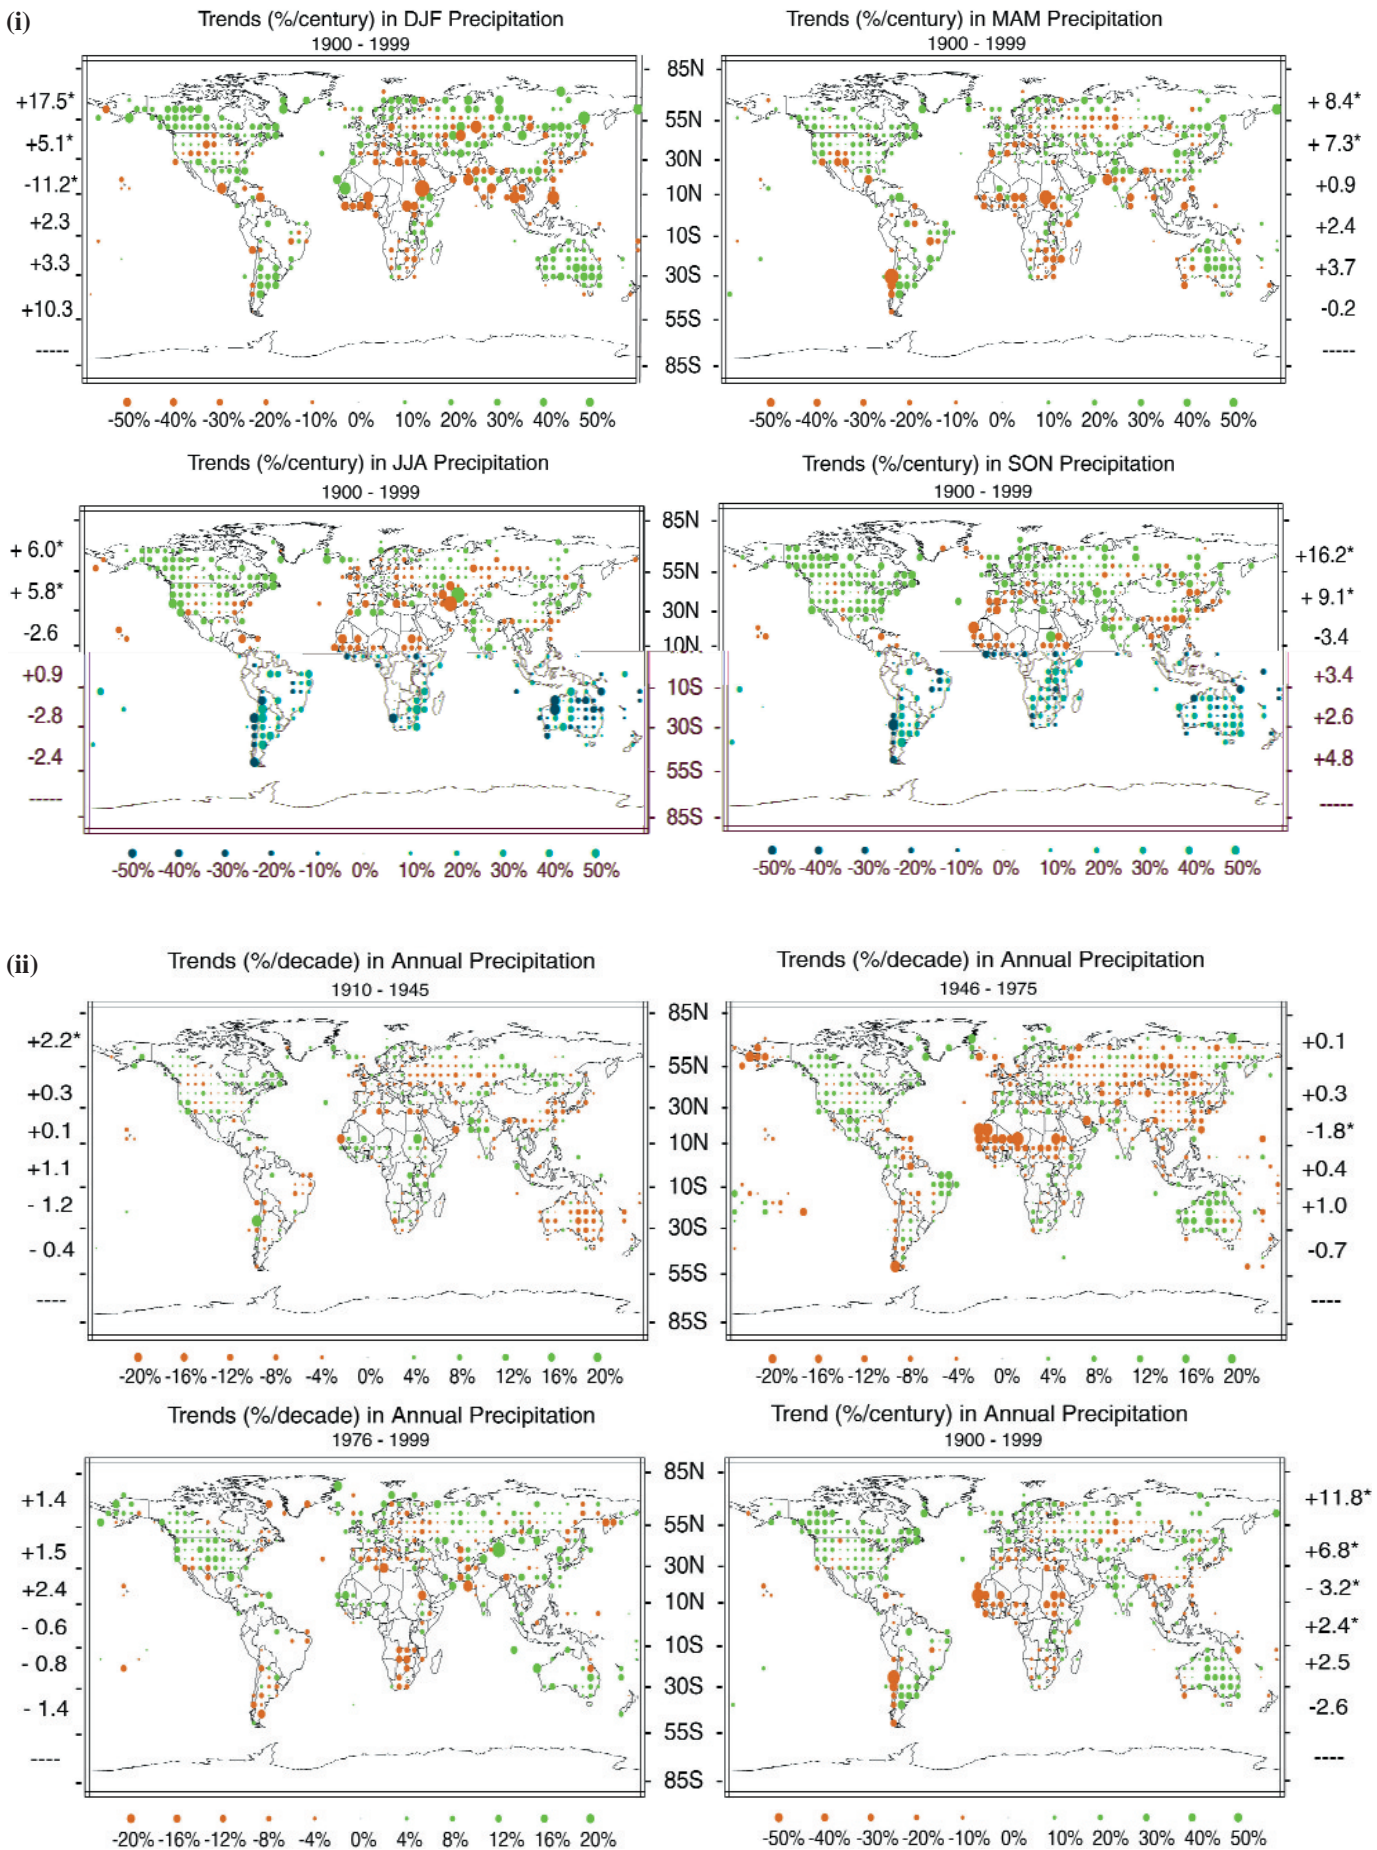 (i)
Trends (%/century) in DJF Precipitation
1900 - 1999
+17.5*
+5.1*
-11.2*
+2.3
+3.3
+10.3
-----
-50% -40% -30% -20% -10% 0% 10% 20% 30% 40% 50%
85N
55N
30N
10N
10S
30S
55S
85S
Trends (%/century) in MAM Precipitation
1900 - 1999
+ 8.4*
+ 7.3*
+0.9
+2.4
+3.7
-0.2
-----
-50% -40% -30% -20% -10% 0% 10% 20% 30% 40% 50%
Trends (%/century) in JJA Precipitation
1900 - 1999
+ 6.0*
+ 5.8*
-2.6
+0.9
-2.8
-2.4
-----
-50% -40% -30% -20% -10% 0% 10% 20% 30% 40% 50%
85N
55N
30N
10N
10S
30S
55S
85S
Trends (%/century) in SON Precipitation
1900 - 1999
+16.2*
+ 9.1*
-3.4
+3.4
+2.6
+4.8
-----
-50% -40% -30% -20% -10% 0% 10% 20% 30% 40% 50%
(ii)
Trends (%/decade) in Annual Precipitation
1910 - 1945
+2.2*
+0.3
+0.1
+1.1
- 1.2
- 0.4
----
-20% -16% -12% -8% -4% 0% 4% 8% 12% 16% 20%
85N
55N
30N
10N
10S
30S
55S
85S
Trends (%/decade) in Annual Precipitation
1946 - 1975
+0.1
+0.3
-1.8*
+0.4
+1.0
-0.7
----
-20% -16% -12% -8% -4% 0% 4% 8% 12% 16% 20%
Trends (%/decade) in Annual Precipitation
1976 - 1999
+1.4
+1.5
+2.4
- 0.6
- 0.8
- 1.4
----
-20% -16% -12% -8% -4% 0% 4% 8% 12% 16% 20%
85N
55N
30N
10N
10S
30S
55S
85S
Trend (%/century) in Annual Precipitation
1900 - 1999
+11.8*
+6.8*
- 3.2*
+2.4*
+2.5
-2.6
----
-50% -40% -30% -20% -10% 0% 10% 20% 30% 40% 50%